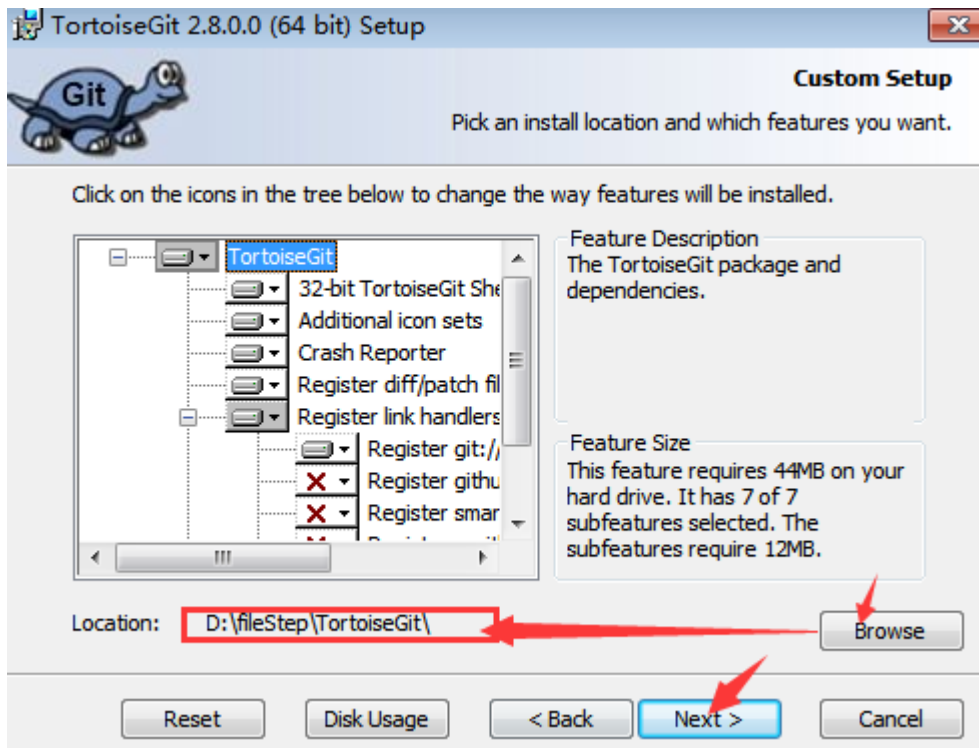 TortoiseGit 2.8.0.0 (64 bit) Setup
Git
Custom Setup
Pick an install location and which features you want.
Click on the icons in the tree below to change the way features will be installed.
TortoiseGit
32-bit TortoiseGit She
Additional icon sets
Crash Reporter
Register diff/patch fil
Register link handlers
Register git://
Register githu
Register smar
Feature Description
The TortoiseGit package and
dependencies.
Feature Size
This feature requires 44MB on your
hard drive. It has 7 of 7
subfeatures selected. The
subfeatures require 12MB.
Location: D:\fileStep\TortoiseGit\ Browse
Reset Disk Usage < Back Next > Cancel